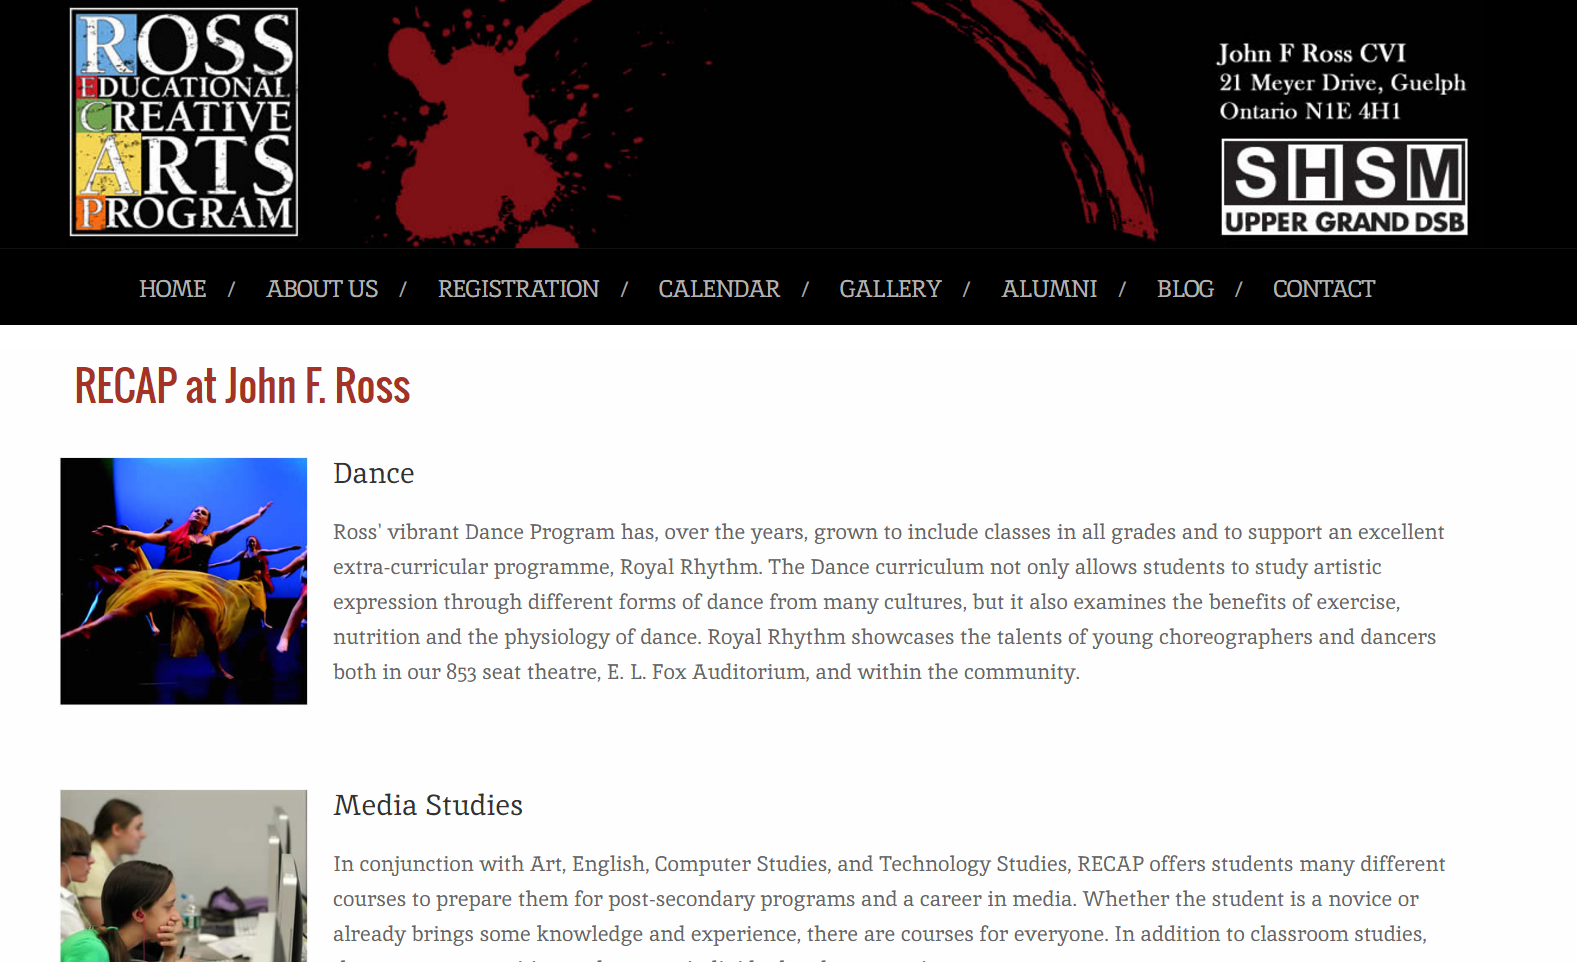 ROSS
EDUCATIONAL
CREATIVE
ARTS
PROGRAM
John F Ross CVI
21 Meyer Drive, Guelph
Ontario N1E 4H1
SHSM
UPPER GRAND DSB
HOME / ABOUT US / REGISTRATION / CALENDAR / GALLERY / ALUMNI / BLOG / CONTACT
RECAP at John F. Ross
Dance
Ross' vibrant Dance Program has, over the years, grown to include classes in all grades and to support an excellent
extra-curricular programme, Royal Rhythm. The Dance curriculum not only allows students to study artistic
expression through different forms of dance from many cultures, but it also examines the benefits of exercise,
nutrition and the physiology of dance. Royal Rhythm showcases the talents of young choreographers and dancers
both in our 853 seat theatre, E. L. Fox Auditorium, and within the community.
Media Studies
In conjunction with Art, English, Computer Studies, and Technology Studies, RECAP offers students many different
courses to prepare them for post-secondary programs and a career in media. Whether the student is a novice or
already brings some knowledge and experience, there are courses for everyone. In addition to classroom studies,